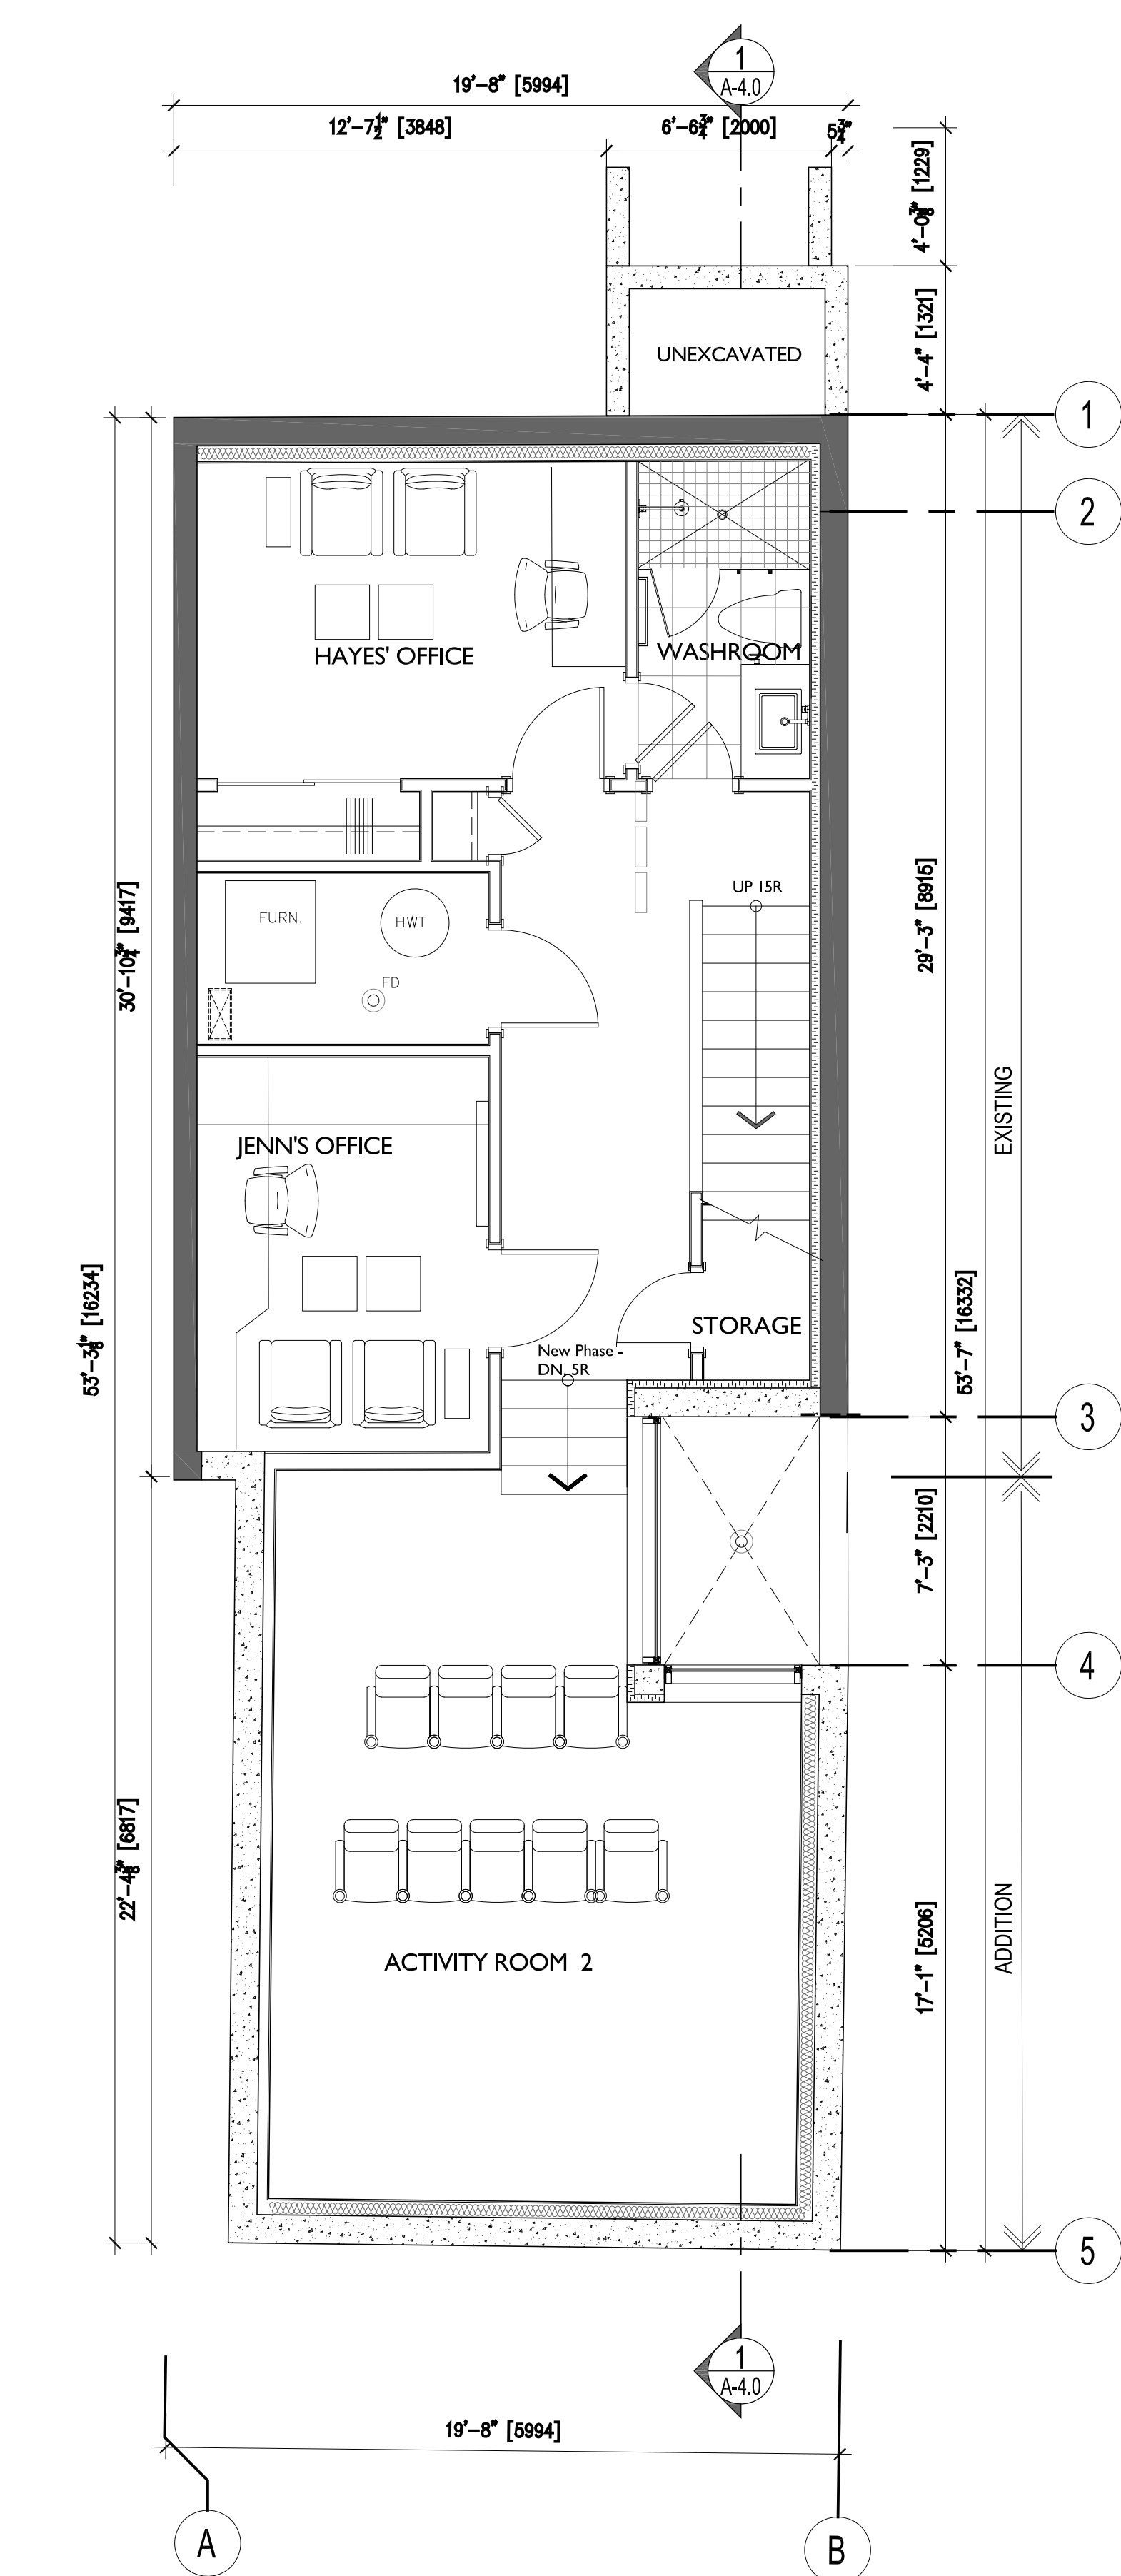 1
A-4.0
19'-8" [5994]
12'-7½" [3848]
6'-6¾" [2000]
5¾"
4'-0⅜" [1229]
4'-4" [1321]
UNEXCAVATED
1
2
HAYES' OFFICE
WASHROOM
UP 15R
FURN.
HWT
FD
30'-10¾" [9417]
29'-3" [8915]
EXISTING
JENN'S OFFICE
53'-3⅛" [16234]
53'-7" [16332]
STORAGE
New Phase -
DN. 5R
3
7'-3" [2210]
4
22'-4⅜" [6817]
ACTIVITY ROOM 2
17'-1" [5206]
ADDITION
5
1
A-4.0
19'-8" [5994]
A
B